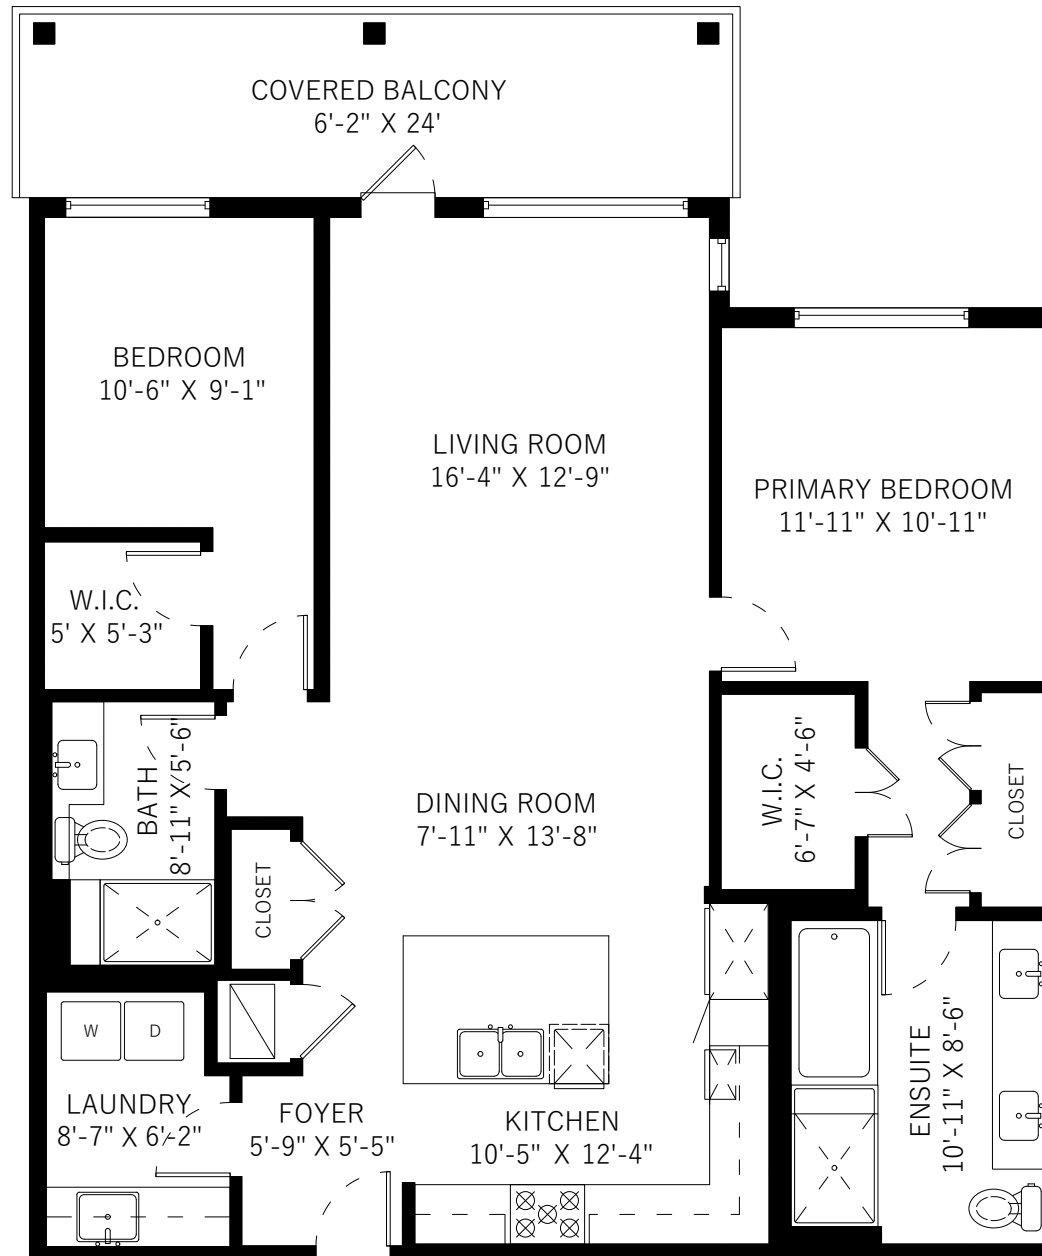 COVERED BALCONY
6'-2" X 24'
BEDROOM
10'-6" X 9'-1"
LIVING ROOM
16'-4" X 12'-9"
PRIMARY BEDROOM
11'-11" X 10'-11"
W.I.C.
5' X 5'-3"
BATH
8'-11" X 5'-6"
DINING ROOM
7'-11" X 13'-8"
W.I.C.
6'-7" X 4'-6"
CLOSET
CLOSET
W
D
LAUNDRY
8'-7" X 6'-2"
FOYER
5'-9" X 5'-5"
KITCHEN
10'-5" X 12'-4"
ENSUITE
10'-11" X 8'-6"